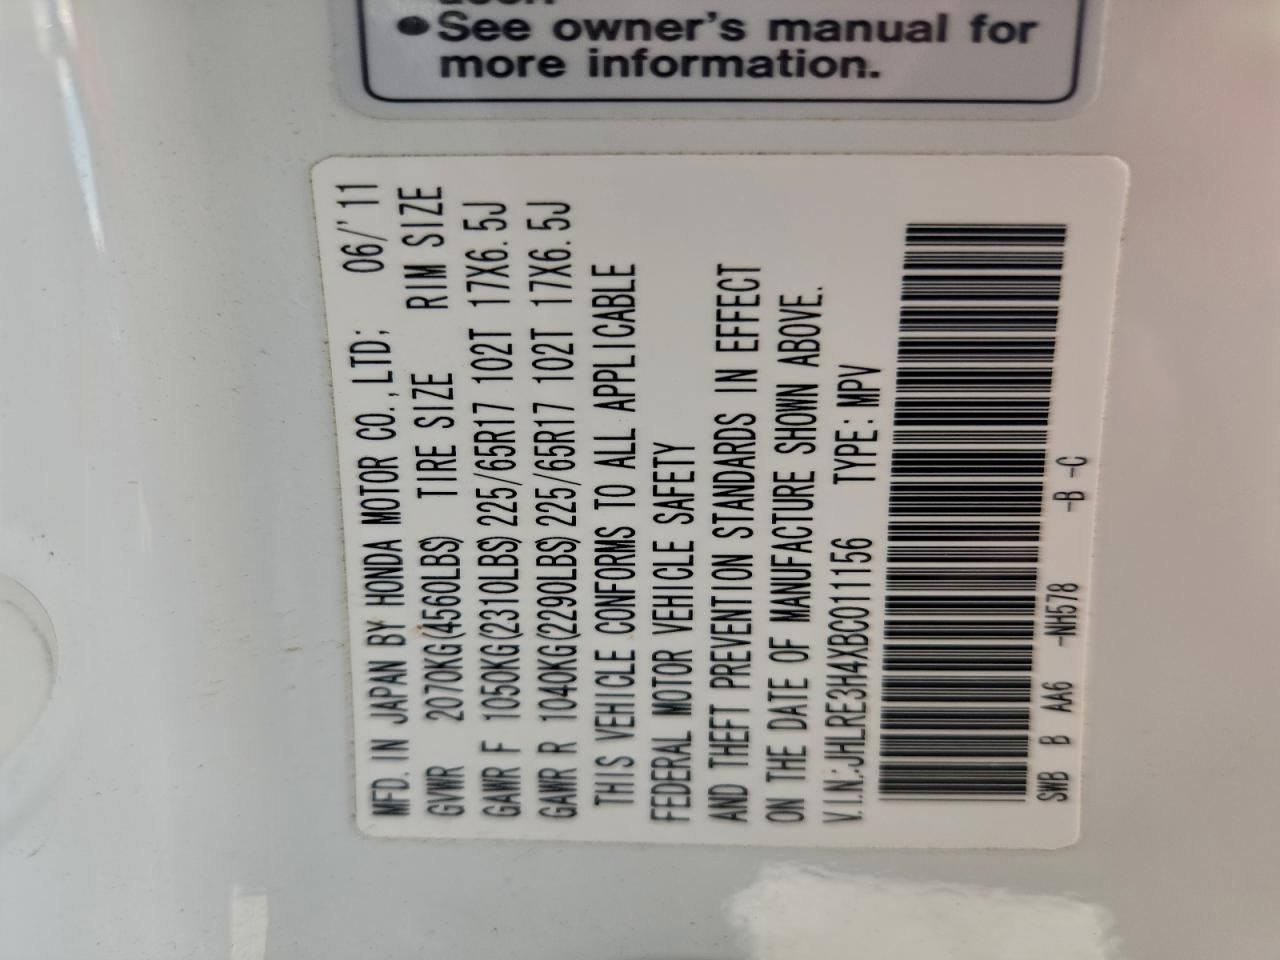 ●See owner's manual for
more information.
MFD. IN JAPAN BY HONDA MOTOR CO.,LTD; 06/'11
GVWR 2070KG(4560LBS) TIRE SIZE RIM SIZE
GAWR F 1050KG(2310LBS)225/65R17 102T 17X6.5J
GAWR R 1040KG(2290LBS)225/65R17 102T 17X6.5J
THIS VEHICLE CONFORMS TO ALL APPLICABLE
FEDERAL MOTOR VEHICLE SAFETY
AND THEFT PREVENTION STANDARDS IN EFFECT
ON THE DATE OF MANUFACTURE SHOWN ABOVE.
V.I.N.:JHLRE3H4XBC011156 TYPE:MPV
SWB B AA6 -NH578 -B -C